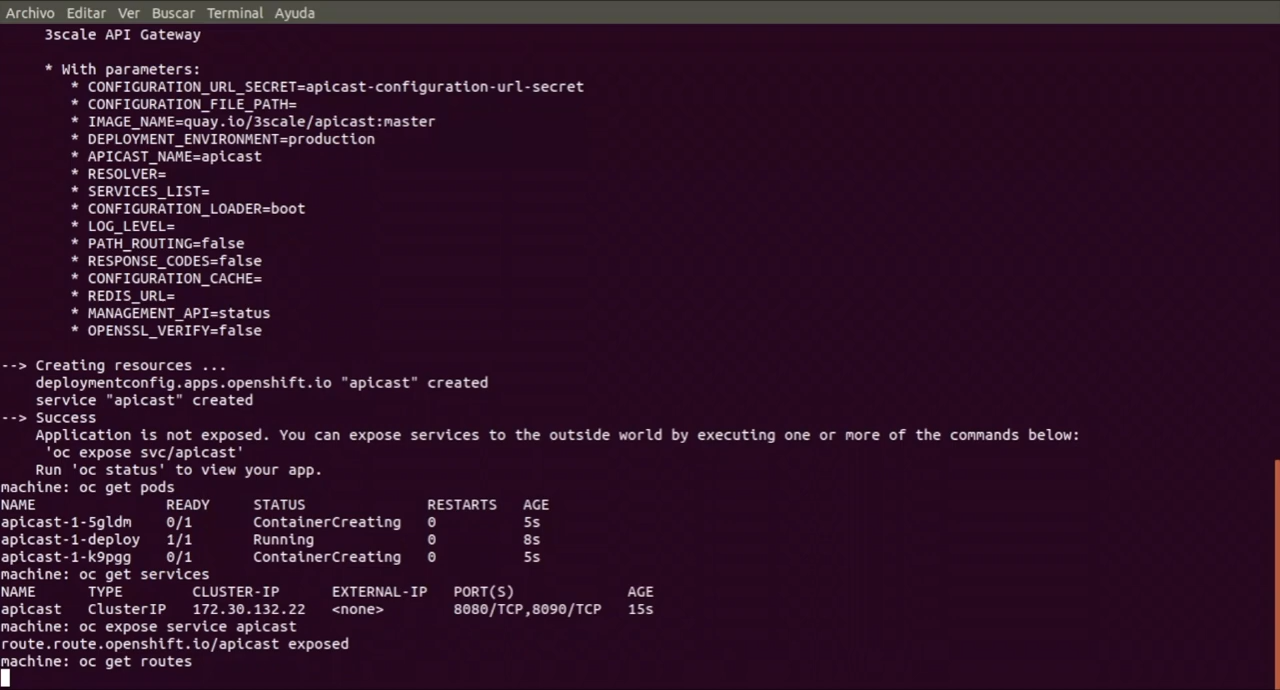 Archivo Editar Ver Buscar Terminal Ayuda
3scale API Gateway
* With parameters:
* CONFIGURATION_URL_SECRET=apicast-configuration-url-secret
* CONFIGURATION_FILE_PATH=
* IMAGE_NAME=quay.io/3scale/apicast:master
* DEPLOYMENT_ENVIRONMENT=production
* APICAST_NAME=apicast
* RESOLVER=
* SERVICES_LIST=
* CONFIGURATION_LOADER=boot
* LOG_LEVEL=
* PATH_ROUTING=false
* RESPONSE_CODES=false
* CONFIGURATION_CACHE=
* REDIS_URL=
* MANAGEMENT_API=status
* OPENSSL_VERIFY=false
--> Creating resources ...
deploymentconfig.apps.openshift.io "apicast" created
service "apicast" created
--> Success
Application is not exposed. You can expose services to the outside world by executing one or more of the commands below:
'oc expose svc/apicast'
Run 'oc status' to view your app.
machine: oc get pods
NAME READY STATUS RESTARTS AGE
apicast-1-5gldm 0/1 ContainerCreating 0 5s
apicast-1-deploy 1/1 Running 0 8s
apicast-1-k9pgg 0/1 ContainerCreating 0 5s
machine: oc get services
NAME TYPE CLUSTER-IP EXTERNAL-IP PORT(S) AGE
apicast ClusterIP 172.30.132.22 <none> 8080/TCP,8090/TCP 15s
machine: oc expose service apicast
route.route.openshift.io/apicast exposed
machine: oc get routes